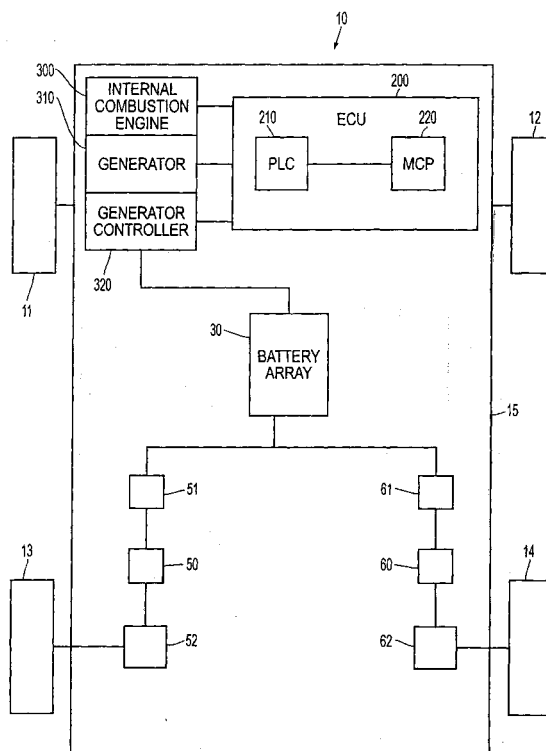 10
300
INTERNAL
COMBUSTION
ENGINE
310
GENERATOR
GENERATOR
CONTROLLER
320
200
ECU
210
PLC
220
MCP
12
11
30
BATTERY
ARRAY
15
51
61
13
50
60
14
52
62